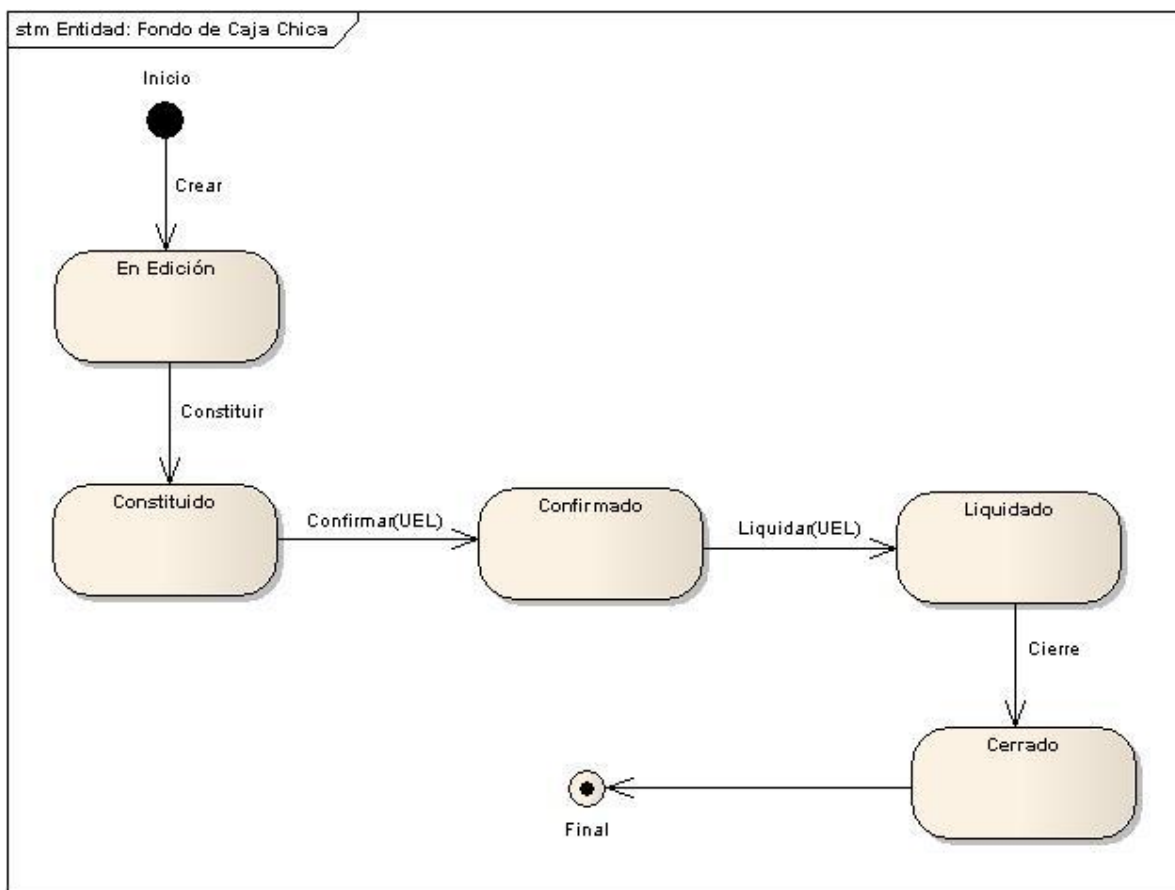 stm Entidad: Fondo de Caja Chica
Inicio
Crear
En Edición
Constituir
Constituido
Confirmar(UEL)
Confirmado
Liquidar(UEL)
Liquidado
Cierre
Cerrado
Final